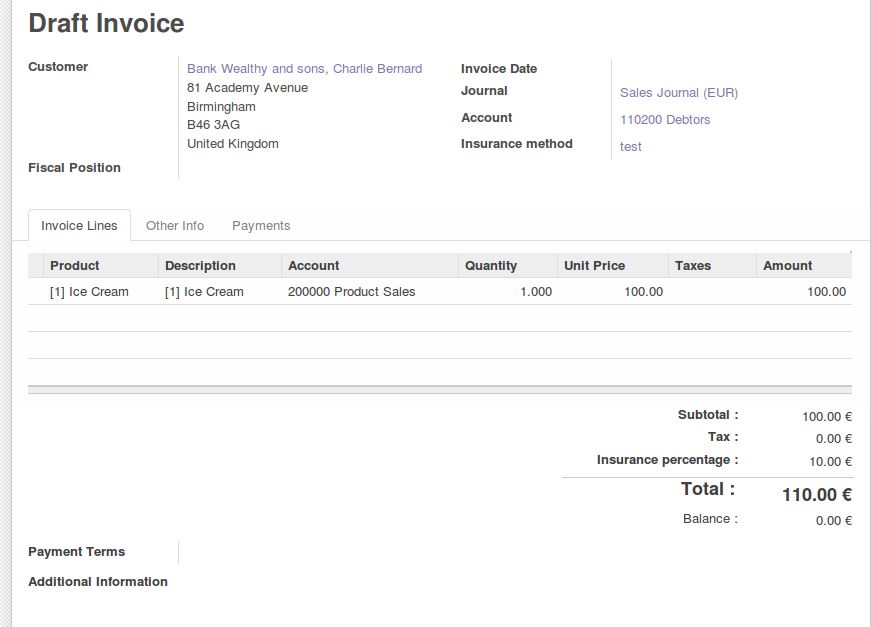 Draft Invoice
Customer
Bank Wealthy and sons, Charlie Bernard
81 Academy Avenue
Birmingham
B46 3AG
United Kingdom
Fiscal Position
Invoice Date
Journal Sales Journal (EUR)
Account 110200 Debtors
Insurance method test
Invoice Lines Other Info Payments
Product Description Account Quantity Unit Price Taxes Amount
[1] Ice Cream [1] Ice Cream 200000 Product Sales 1.000 100.00 100.00
Subtotal : 100.00 €
Tax : 0.00 €
Insurance percentage : 10.00 €
Total : 110.00 €
Balance : 0.00 €
Payment Terms
Additional Information